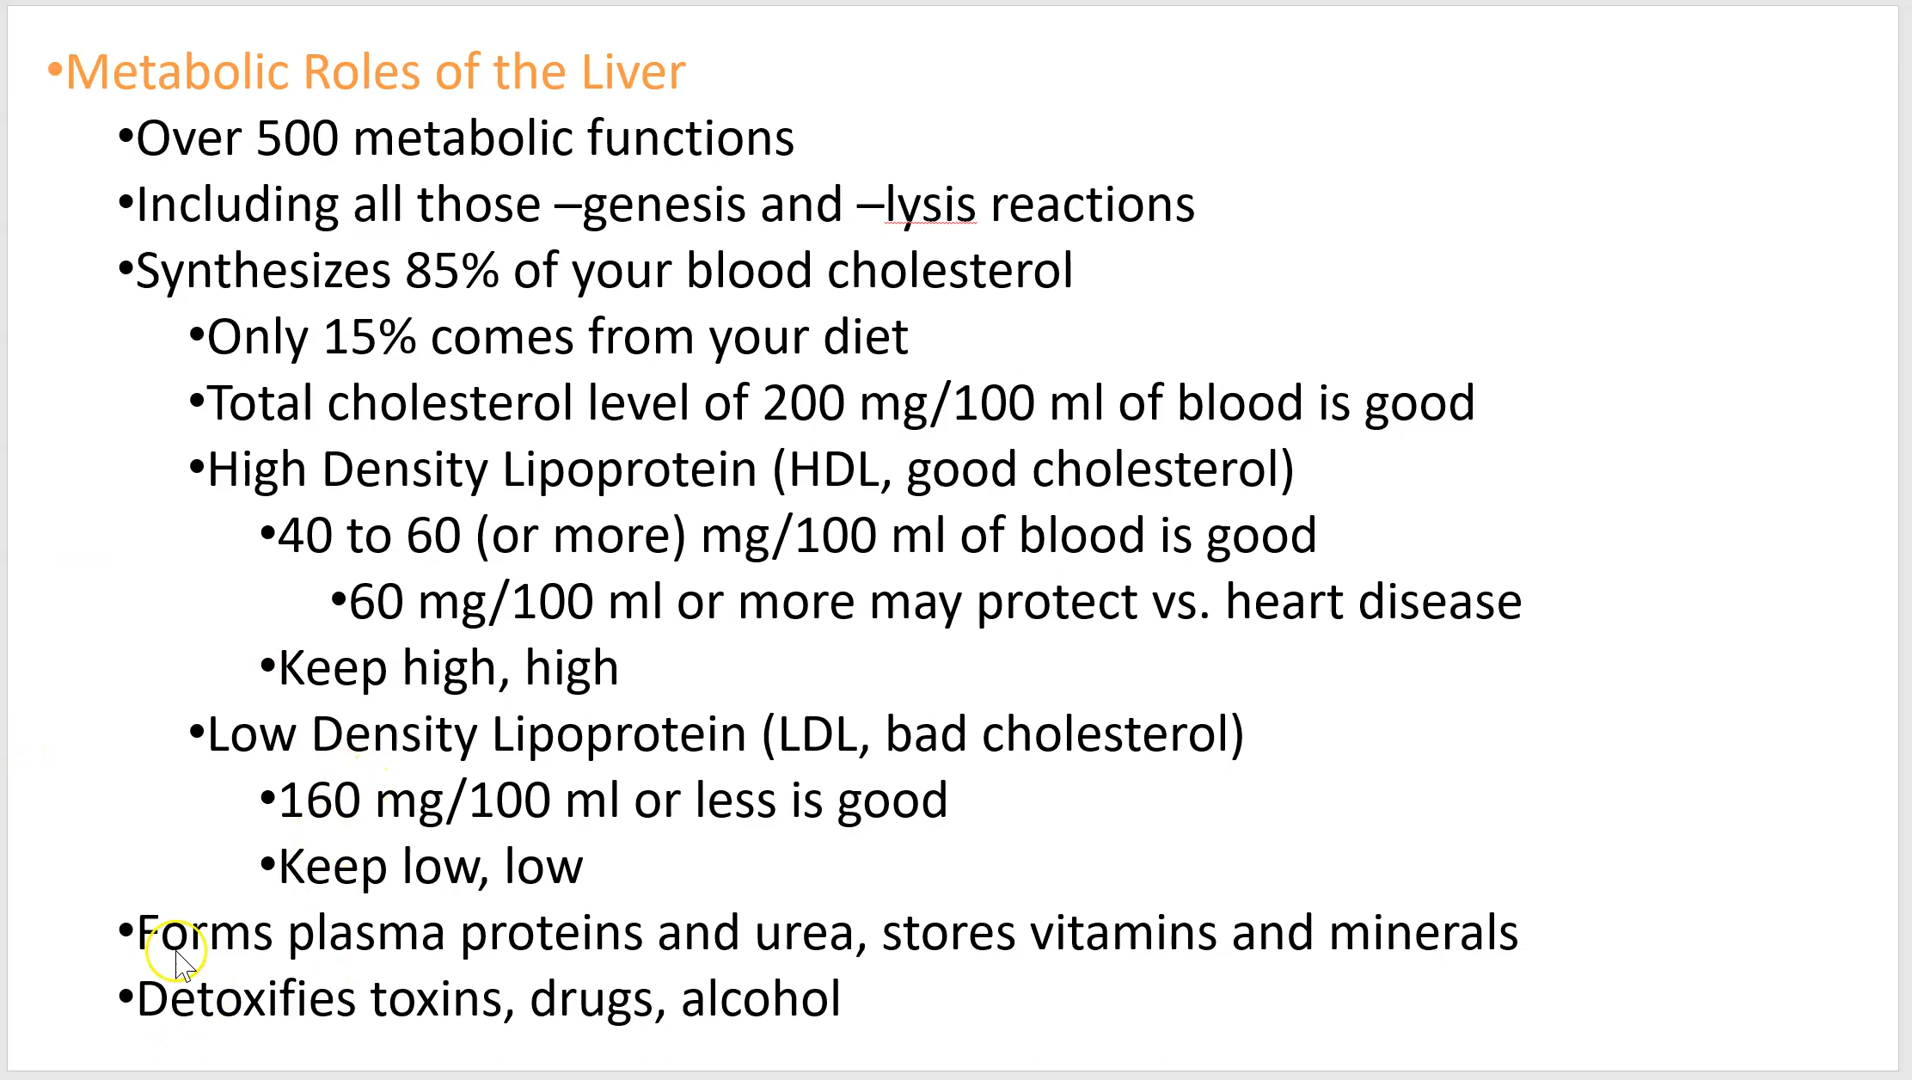 •Metabolic Roles of the Liver
•Over 500 metabolic functions
•Including all those –genesis and –lysis reactions
•Synthesizes 85% of your blood cholesterol
•Only 15% comes from your diet
•Total cholesterol level of 200 mg/100 ml of blood is good
•High Density Lipoprotein (HDL, good cholesterol)
•40 to 60 (or more) mg/100 ml of blood is good
•60 mg/100 ml or more may protect vs. heart disease
•Keep high, high
•Low Density Lipoprotein (LDL, bad cholesterol)
•160 mg/100 ml or less is good
•Keep low, low
•Forms plasma proteins and urea, stores vitamins and minerals
•Detoxifies toxins, drugs, alcohol